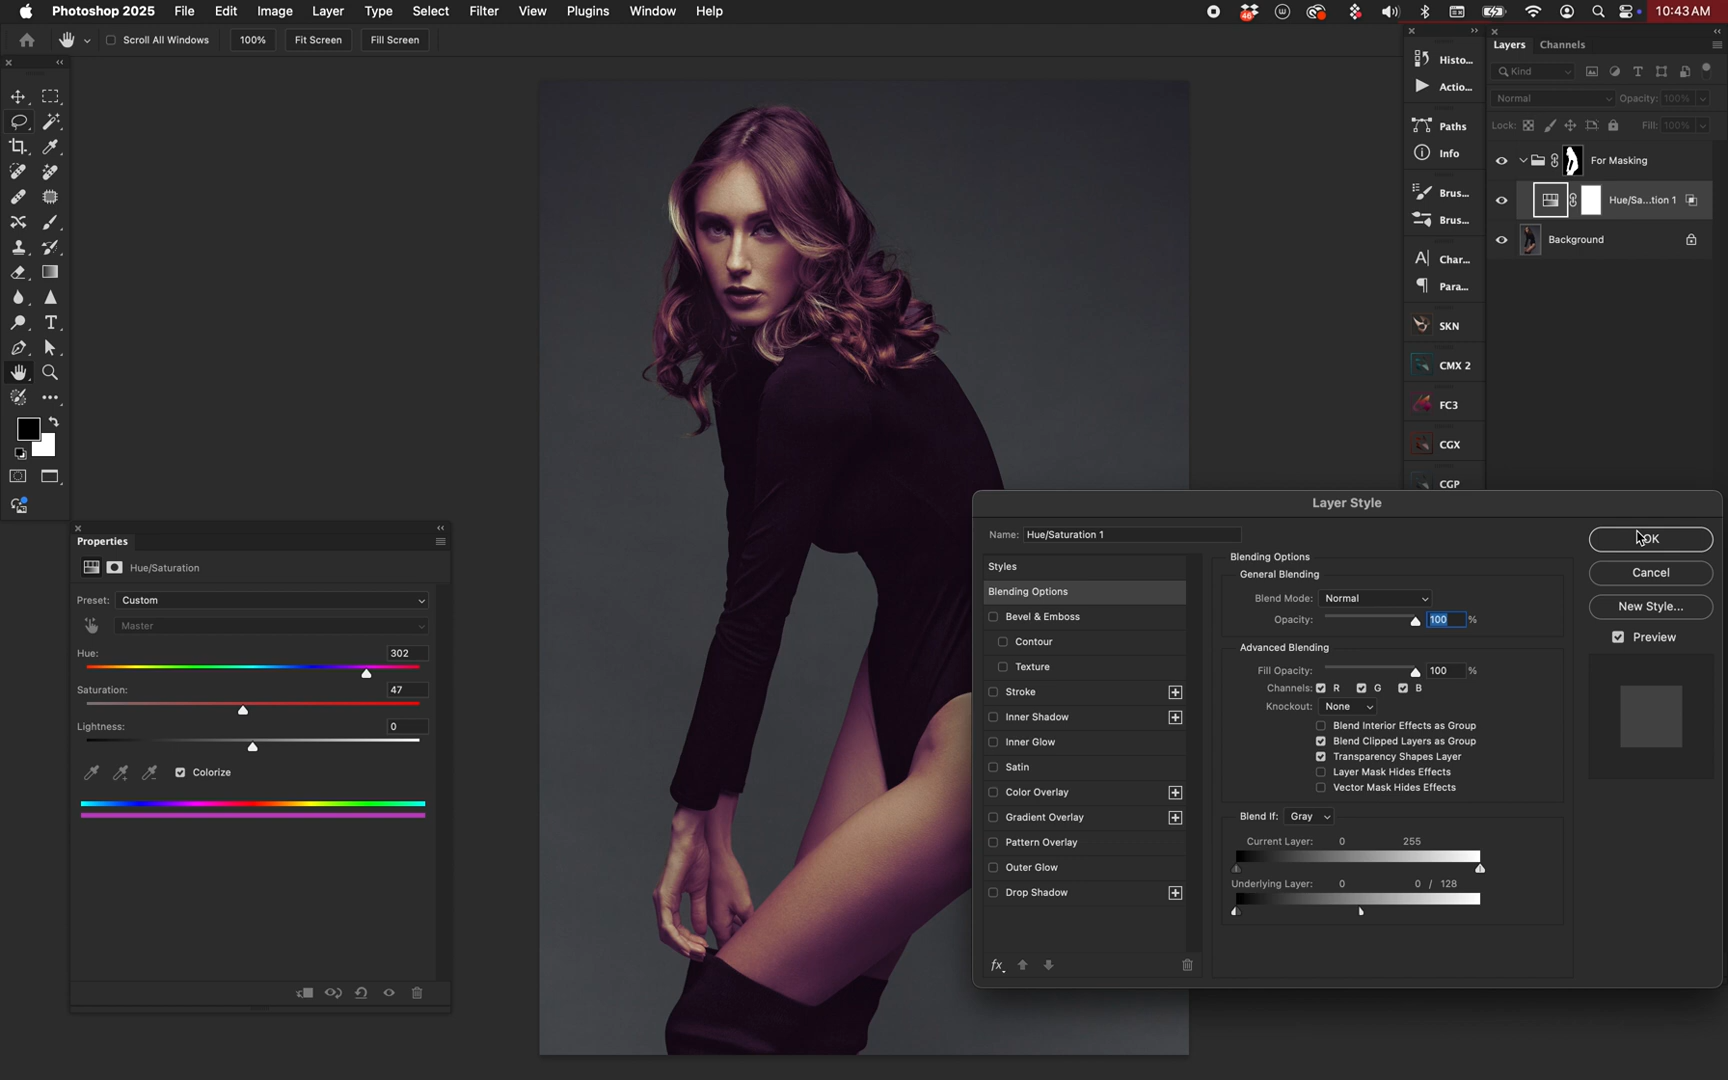 Photoshop 2025 File Edit Image Layer Type Select Filter View Plugins Window Help 46 10:43 AM
Scroll All Windows 100% Fit Screen Fill Screen
Histo...
Actio...
Paths
Info
Brus...
Brus...
Char...
Para...
SKN
CMX 2
FC3
CGX
CGP
Layers Channels
Kind
Normal Opacity: 100%
Lock: Fill: 100%
For Masking
Hue/Sa...tion 1
Background
Properties
Hue/Saturation
Preset: Custom
Master
Hue: 302
Saturation: 47
Lightness: 0
Colorize
Layer Style
Name: Hue/Saturation 1
Styles
Blending Options
Bevel & Emboss
Contour
Texture
Stroke
Inner Shadow
Inner Glow
Satin
Color Overlay
Gradient Overlay
Pattern Overlay
Outer Glow
Drop Shadow
fx
Blending Options
General Blending
Blend Mode: Normal
Opacity: 100 %
Advanced Blending
Fill Opacity: 100 %
Channels: R G B
Knockout: None
Blend Interior Effects as Group
Blend Clipped Layers as Group
Transparency Shapes Layer
Layer Mask Hides Effects
Vector Mask Hides Effects
Blend If: Gray
Current Layer: 0 255
Underlying Layer: 0 0 / 128
OK
Cancel
New Style...
Preview